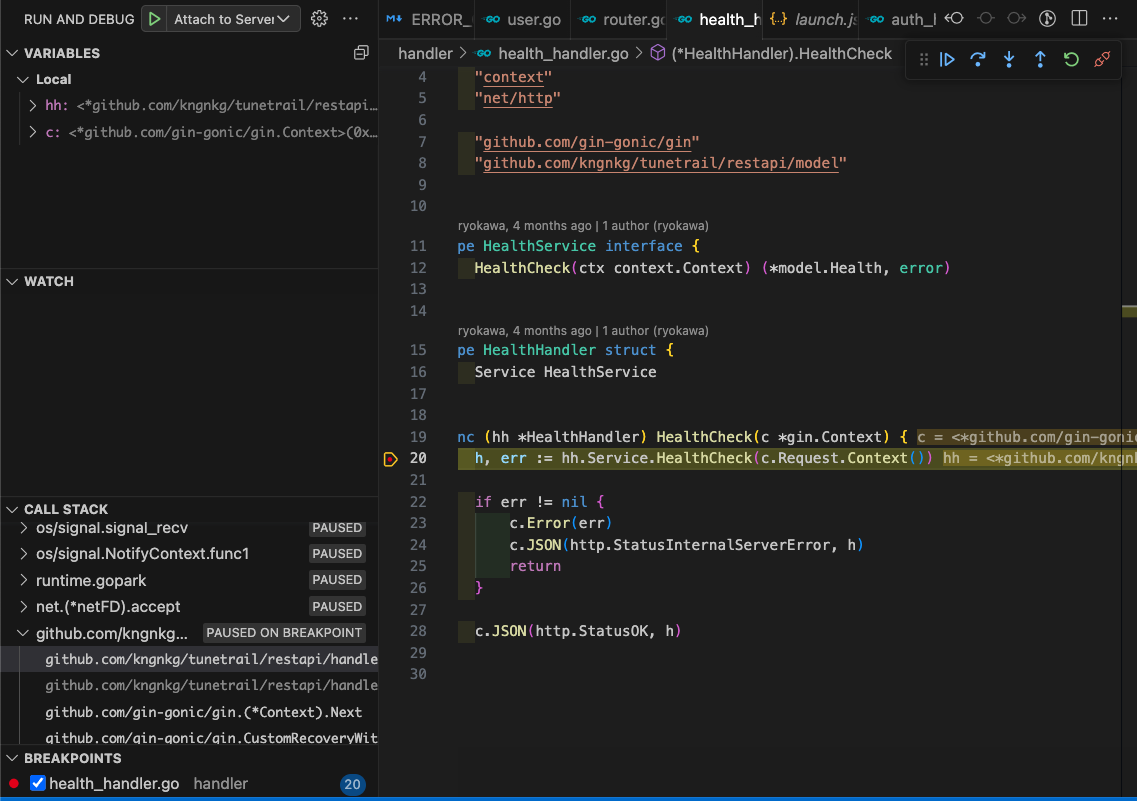 RUN AND DEBUG
Attach to Server
ERROR_
user.go
router.go
health_h
launch.js
auth_l
handler > health_handler.go > (*HealthHandler).HealthCheck
VARIABLES
Local
hh: <*github.com/kngnkg/tunetrail/restapi…
c: <*github.com/gin-gonic/gin.Context>(0x…
WATCH
CALL STACK
os/signal.signal_recv PAUSED
os/signal.NotifyContext.func1 PAUSED
runtime.gopark PAUSED
net.(*netFD).accept PAUSED
github.com/kngnkg... PAUSED ON BREAKPOINT
github.com/kngnkg/tunetrail/restapi/handle
github.com/kngnkg/tunetrail/restapi/handle
github.com/gin-gonic/gin.(*Context).Next
github.com/gin-gonic/gin.CustomRecoveryWit
BREAKPOINTS
health_handler.go handler 20
4 "context"
5 "net/http"
6
7 "github.com/gin-gonic/gin"
8 "github.com/kngnkg/tunetrail/restapi/model"
9
10
ryokawa, 4 months ago | 1 author (ryokawa)
11 pe HealthService interface {
12 HealthCheck(ctx context.Context) (*model.Health, error)
13
14
ryokawa, 4 months ago | 1 author (ryokawa)
15 pe HealthHandler struct {
16 Service HealthService
17
18
19 nc (hh *HealthHandler) HealthCheck(c *gin.Context) { c = <*github.com/gin-gonic
20 h, err := hh.Service.HealthCheck(c.Request.Context()) hh = <*github.com/kngn
21
22 if err != nil {
23 c.Error(err)
24 c.JSON(http.StatusInternalServerError, h)
25 return
26 }
27
28 c.JSON(http.StatusOK, h)
29
30